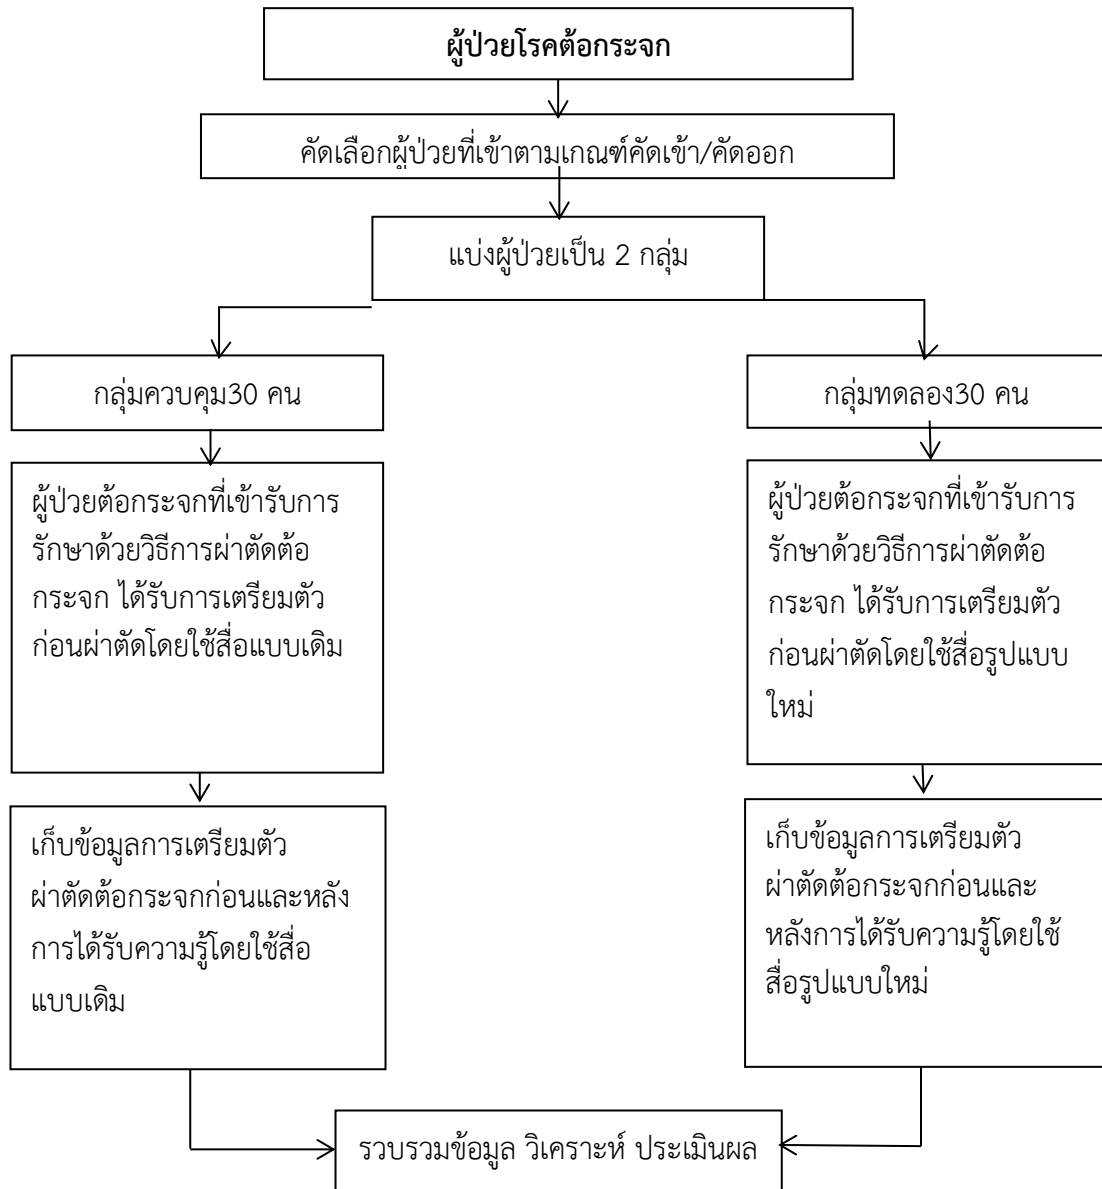 ผู้ป่วยโรคต้อกระจก
คัดเลือกผู้ป่วยที่เข้าตามเกณฑ์คัดเข้า/คัดออก
แบ่งผู้ป่วยเป็น 2 กลุ่ม
กลุ่มควบคุม30 คน
ผู้ป่วยต้อกระจกที่เข้ารับการ
รักษาด้วยวิธีการผ่าตัดต้อ
กระจก ได้รับการเตรียมตัว
ก่อนผ่าตัดโดยใช้สื่อแบบเดิม
เก็บข้อมูลการเตรียมตัว
ผ่าตัดต้อกระจกก่อนและหลัง
การได้รับความรู้โดยใช้สื่อ
แบบเดิม
กลุ่มทดลอง30 คน
ผู้ป่วยต้อกระจกที่เข้ารับการ
รักษาด้วยวิธีการผ่าตัดต้อ
กระจก ได้รับการเตรียมตัว
ก่อนผ่าตัดโดยใช้สื่อรูปแบบ
ใหม่
เก็บข้อมูลการเตรียมตัว
ผ่าตัดต้อกระจกก่อนและ
หลังการได้รับความรู้โดยใช้
สื่อรูปแบบใหม่
รวบรวมข้อมูล วิเคราะห์ ประเมินผล